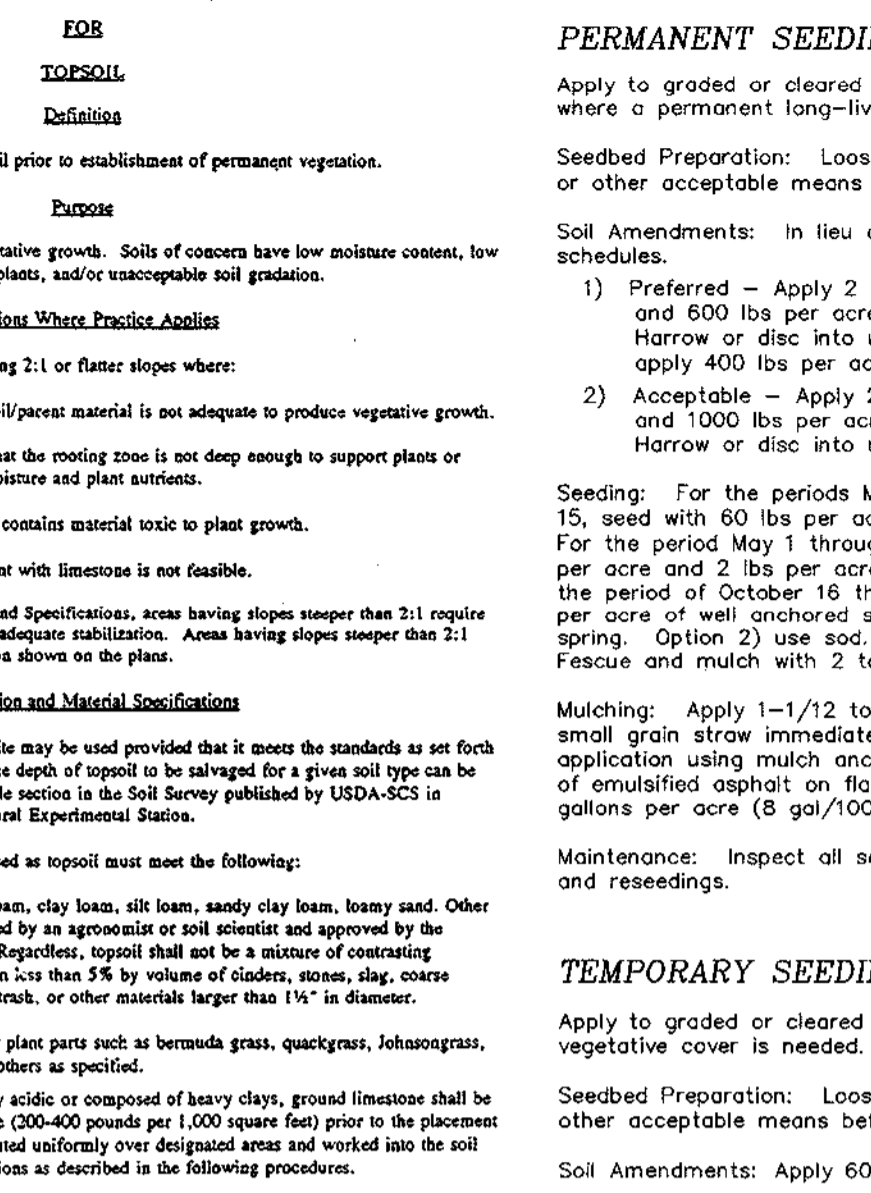 FOR
TOPSOIL
Definition
il prior to establishment of permanent vegetation.
Purpose
tative growth. Soils of concern have low moisture content, low
plants, and/or unacceptable soil gradation.
ions Where Practice Applies
ng 2:1 or flatter slopes where:
il/parent material is not adequate to produce vegetative growth.
hat the rooting zone is not deep enough to support plants or
oisture and plant nutrients.
contains material toxic to plant growth.
nt with limestone is not feasible.
nd Specifications, areas having slopes steeper than 2:1 require
adequate stabilization. Areas having slopes steeper than 2:1
n shown on the plans.
ion and Material Specifications
ite may be used provided that it meets the standards as set forth
e depth of topsoil to be salvaged for a given soil type can be
le section in the Soil Survey published by USDA-SCS in
ural Experimental Station.
sed as topsoil must meet the following:
oam, clay loam, silt loam, sandy clay loam, loamy sand. Other
ed by an agronomist or soil scientist and approved by the
Regardless, topsoil shall not be a mixture of contrasting
n less than 5% by volume of cinders, stones, slag, coarse
trash, or other materials larger than 1½" in diameter.
plant parts such as bermuda grass, quackgrass, Johnsongrass,
others as specified.
y acidic or composed of heavy clays, ground limestone shall be
e (200-400 pounds per 1,000 square feet) prior to the placement
uted uniformly over designated areas and worked into the soil
ions as described in the following procedures.
PERMANENT SEEDI
Apply to graded or cleared
where a permanent long-liv
Seedbed Preparation: Loos
or other acceptable means
Soil Amendments: In lieu
schedules.
1) Preferred - Apply 2
and 600 lbs per acre
Harrow or disc into
apply 400 lbs per ac
2) Acceptable - Apply 2
and 1000 lbs per acr
Harrow or disc into
Seeding: For the periods M
15, seed with 60 lbs per ac
For the period May 1 throug
per acre and 2 lbs per acre
the period of October 16 th
per acre of well anchored s
spring. Option 2) use sod.
Fescue and mulch with 2 to
Mulching: Apply 1-1/12 to
small grain straw immediate
application using mulch anc
of emulsified asphalt on fla
gallons per acre (8 gal/100
Maintenance: Inspect all se
and reseedings.
TEMPORARY SEEDI
Apply to graded or cleared
vegetative cover is needed.
Seedbed Preparation: Loos
other acceptable means bef
Soil Amendments: Apply 60